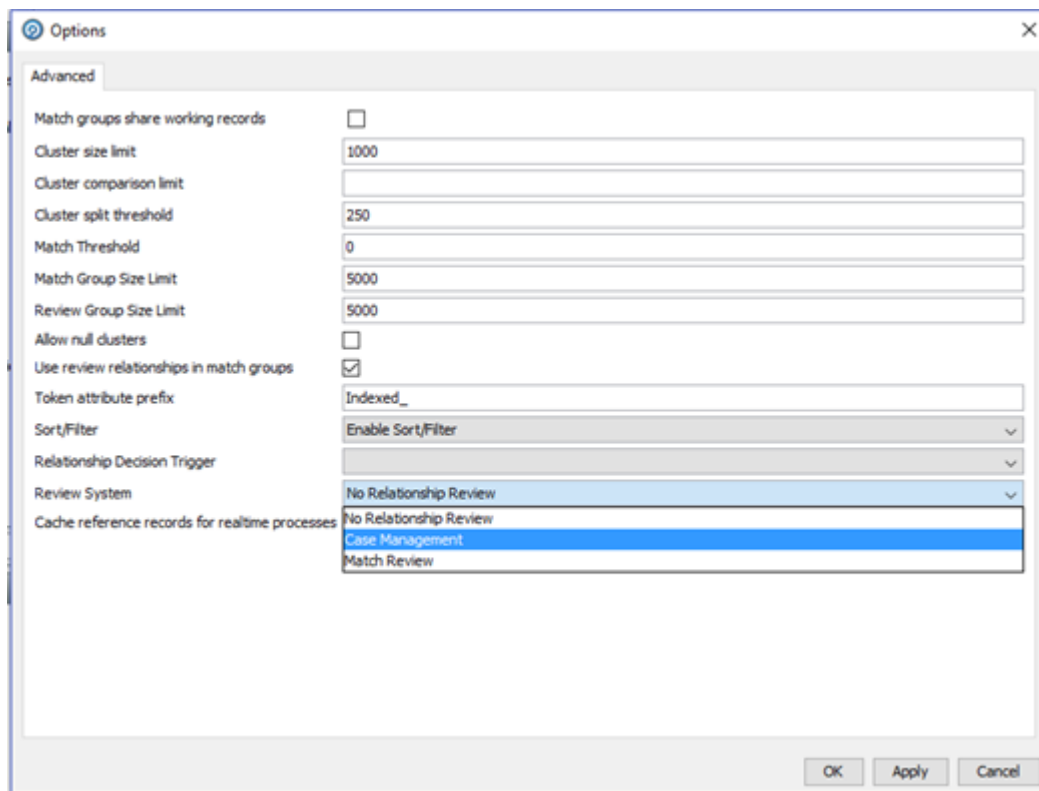 Options
Advanced
Match groups share working records
Cluster size limit 1000
Cluster comparison limit
Cluster split threshold 250
Match Threshold 0
Match Group Size Limit 5000
Review Group Size Limit 5000
Allow null clusters
Use review relationships in match groups
Token attribute prefix Indexed_
Sort/Filter Enable Sort/Filter
Relationship Decision Trigger
Review System No Relationship Review
Cache reference records for realtime processes No Relationship Review
Case Management
Match Review
OK Apply Cancel